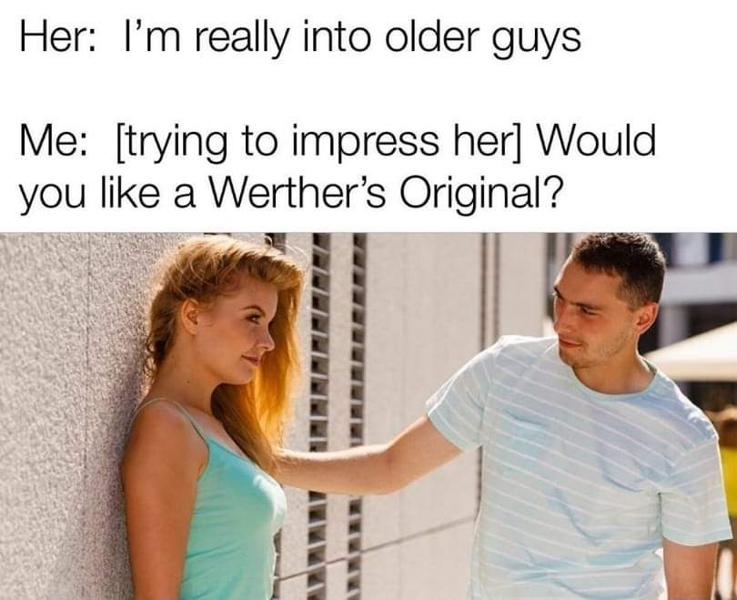 Her:  I'm really into older guys
Me:  [trying to impress her] Would
you like a Werther's Original?